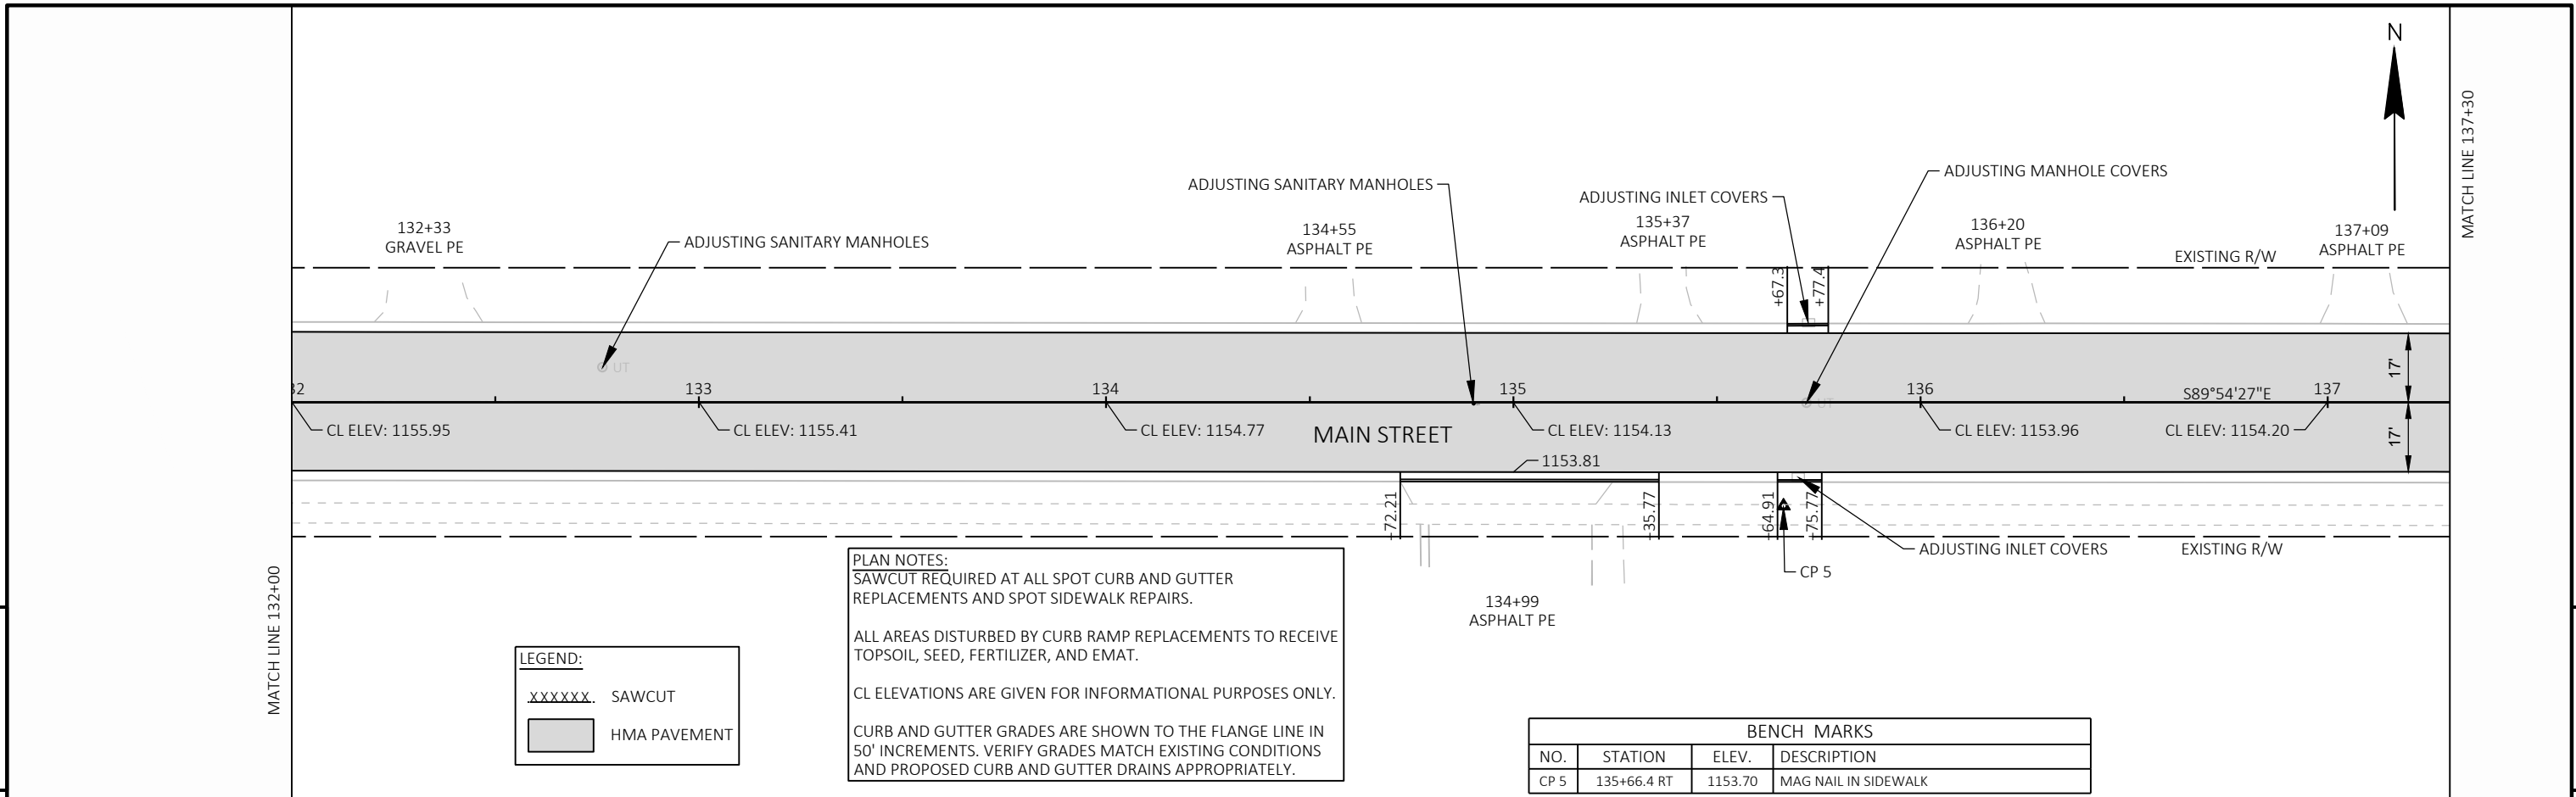 N
MATCH LINE 137+30
ADJUSTING MANHOLE COVERS
ADJUSTING SANITARY MANHOLES
ADJUSTING INLET COVERS
132+33
GRAVEL PE
ADJUSTING SANITARY MANHOLES
134+55
ASPHALT PE
135+37
ASPHALT PE
136+20
ASPHALT PE
137+09
ASPHALT PE
EXISTING R/W
+67.3
+77.4
UT
17'
32
133
134
135
136
S89°54'27"E
137
UT
CL ELEV: 1155.95
CL ELEV: 1155.41
CL ELEV: 1154.77
MAIN STREET
CL ELEV: 1154.13
CL ELEV: 1153.96
CL ELEV: 1154.20
17'
1153.81
+72.21
+35.77
+64.91
+75.77
ADJUSTING INLET COVERS
EXISTING R/W
CP 5
134+99
ASPHALT PE
MATCH LINE 132+00
LEGEND:
XXXXXX SAWCUT
HMA PAVEMENT
PLAN NOTES:
SAWCUT REQUIRED AT ALL SPOT CURB AND GUTTER
REPLACEMENTS AND SPOT SIDEWALK REPAIRS.
ALL AREAS DISTURBED BY CURB RAMP REPLACEMENTS TO RECEIVE
TOPSOIL, SEED, FERTILIZER, AND EMAT.
CL ELEVATIONS ARE GIVEN FOR INFORMATIONAL PURPOSES ONLY.
CURB AND GUTTER GRADES ARE SHOWN TO THE FLANGE LINE IN
50' INCREMENTS. VERIFY GRADES MATCH EXISTING CONDITIONS
AND PROPOSED CURB AND GUTTER DRAINS APPROPRIATELY.
BENCH MARKS
NO. STATION ELEV. DESCRIPTION
CP 5 135+66.4 RT 1153.70 MAG NAIL IN SIDEWALK